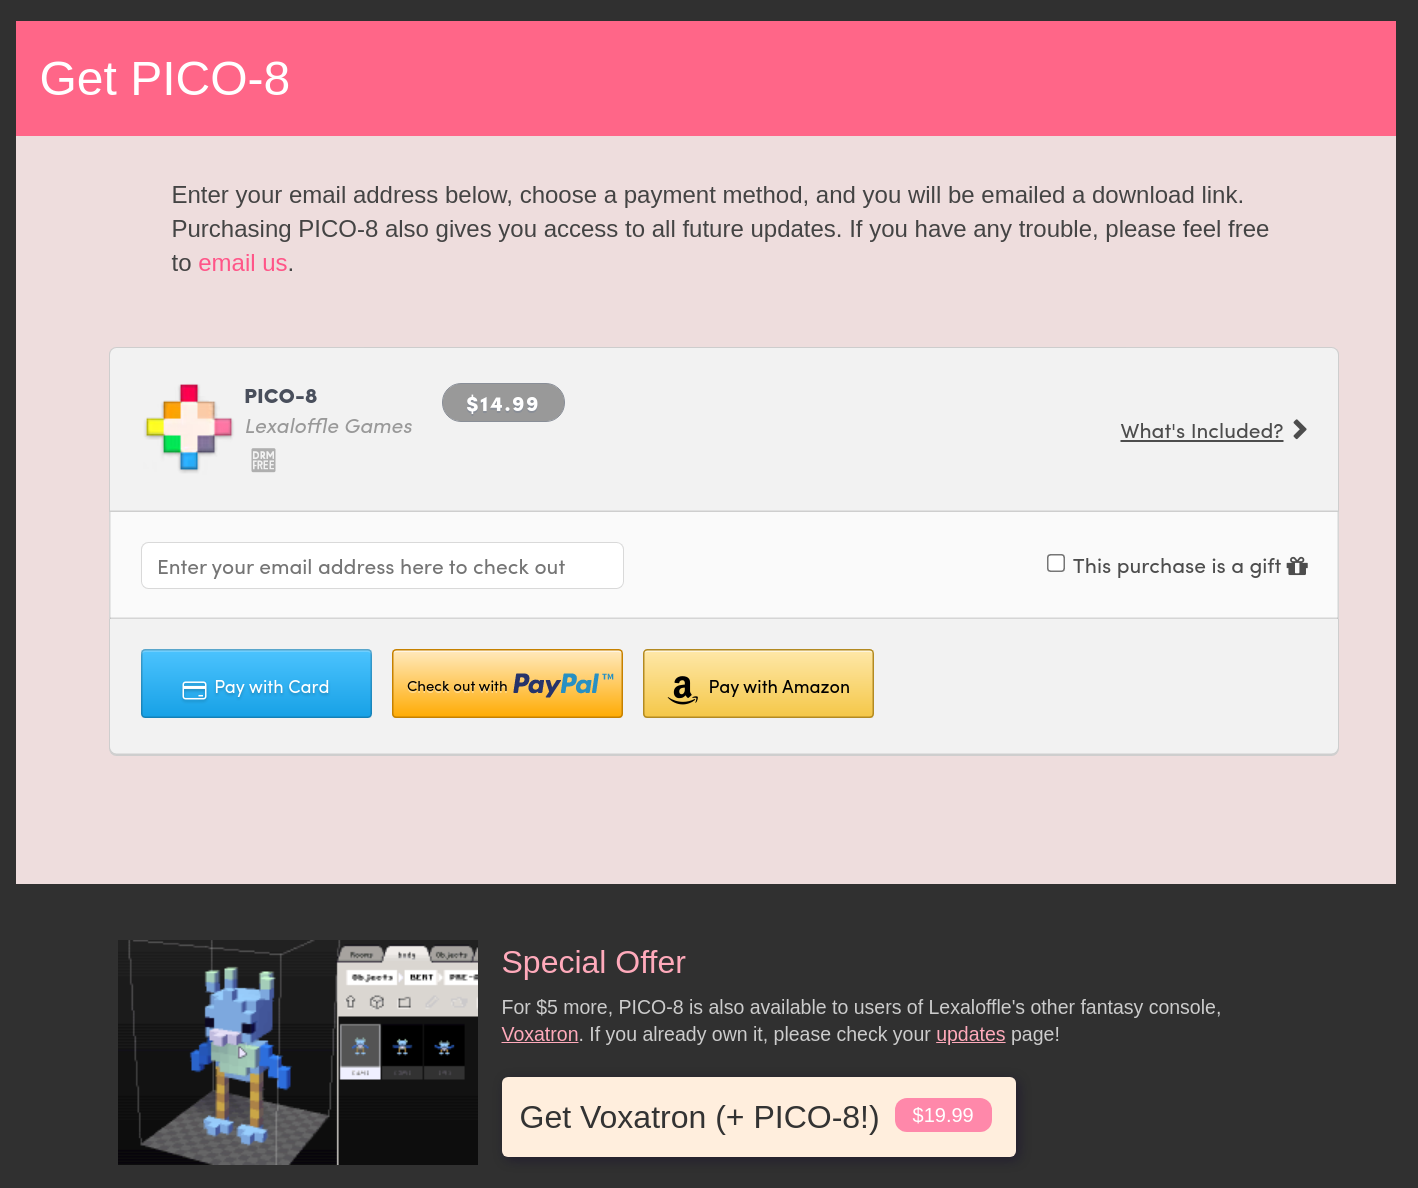 Get PICO-8
Enter your email address below, choose a payment method, and you will be emailed a download link.
Purchasing PICO-8 also gives you access to all future updates. If you have any trouble, please feel free
to email us.
PICO-8
$14.99
Lexaloffle Games
DRM
FREE
What's Included?
Enter your email address here to check out
This purchase is a gift
Pay with Card
Check out with PayPal™
Pay with Amazon
Rooms body Objects
Objects BERT PRE-
Special Offer
For $5 more, PICO-8 is also available to users of Lexaloffle's other fantasy console,
Voxatron. If you already own it, please check your updates page!
Get Voxatron (+ PICO-8!) $19.99